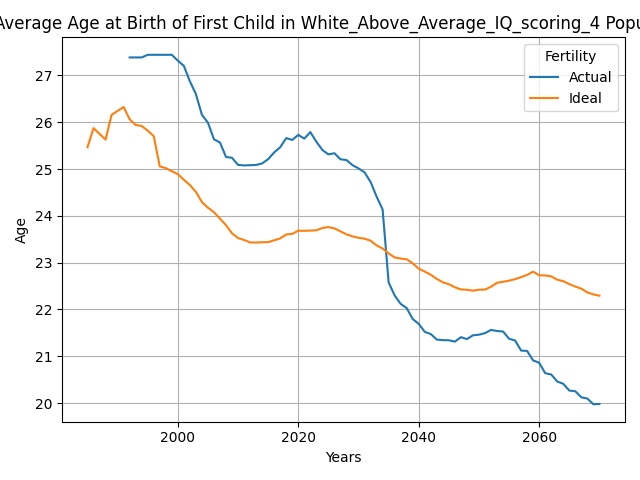 Average Age at Birth of First Child in White_Above_Average_IQ_scoring_4
Fertility
Actual
Ideal
27
26
25
24
23
22
21
20
Age
2000 2020 2040 2060
Years